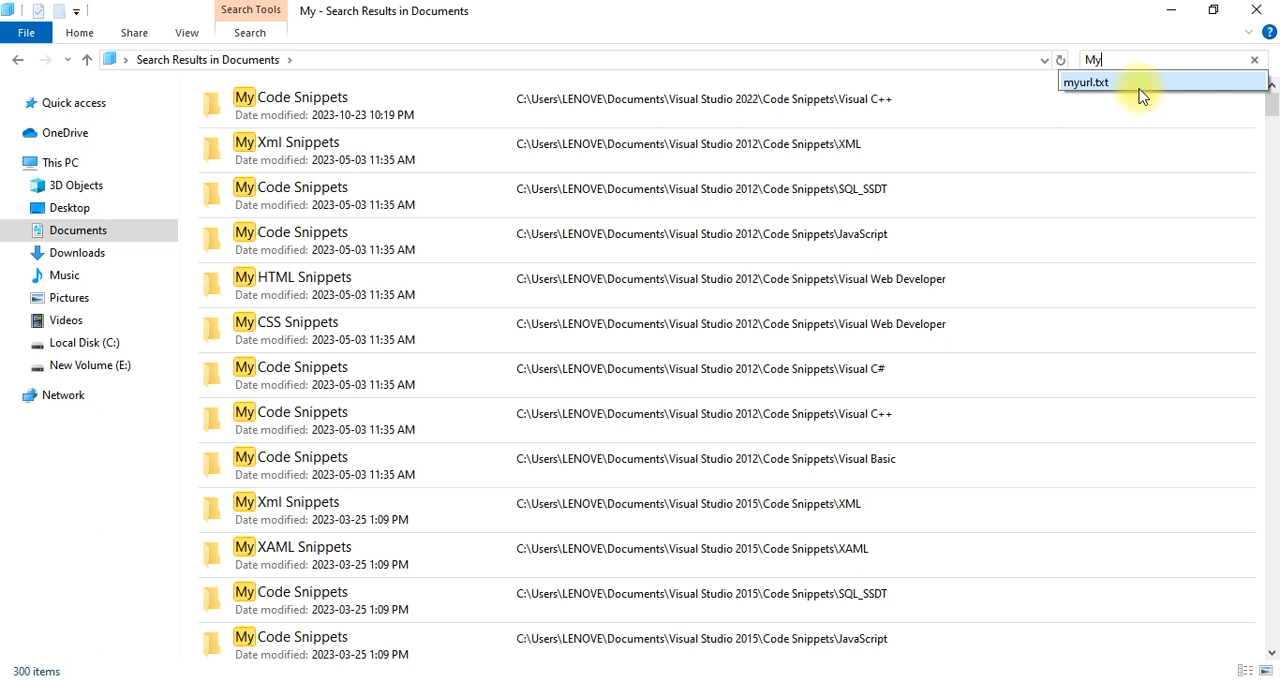 Search Tools My - Search Results in Documents
File Home Share View Search
Search Results in Documents My
myurl.txt
Quick access
OneDrive
This PC
3D Objects
Desktop
Documents
Downloads
Music
Pictures
Videos
Local Disk (C:)
New Volume (E:)
Network
My Code Snippets C:\Users\LENOVE\Documents\Visual Studio 2022\Code Snippets\Visual C++
Date modified: 2023-10-23 10:19 PM
My Xml Snippets C:\Users\LENOVE\Documents\Visual Studio 2012\Code Snippets\XML
Date modified: 2023-05-03 11:35 AM
My Code Snippets C:\Users\LENOVE\Documents\Visual Studio 2012\Code Snippets\SQL_SSDT
Date modified: 2023-05-03 11:35 AM
My Code Snippets C:\Users\LENOVE\Documents\Visual Studio 2012\Code Snippets\JavaScript
Date modified: 2023-05-03 11:35 AM
My HTML Snippets C:\Users\LENOVE\Documents\Visual Studio 2012\Code Snippets\Visual Web Developer
Date modified: 2023-05-03 11:35 AM
My CSS Snippets C:\Users\LENOVE\Documents\Visual Studio 2012\Code Snippets\Visual Web Developer
Date modified: 2023-05-03 11:35 AM
My Code Snippets C:\Users\LENOVE\Documents\Visual Studio 2012\Code Snippets\Visual C#
Date modified: 2023-05-03 11:35 AM
My Code Snippets C:\Users\LENOVE\Documents\Visual Studio 2012\Code Snippets\Visual C++
Date modified: 2023-05-03 11:35 AM
My Code Snippets C:\Users\LENOVE\Documents\Visual Studio 2012\Code Snippets\Visual Basic
Date modified: 2023-05-03 11:35 AM
My Xml Snippets C:\Users\LENOVE\Documents\Visual Studio 2015\Code Snippets\XML
Date modified: 2023-03-25 1:09 PM
My XAML Snippets C:\Users\LENOVE\Documents\Visual Studio 2015\Code Snippets\XAML
Date modified: 2023-03-25 1:09 PM
My Code Snippets C:\Users\LENOVE\Documents\Visual Studio 2015\Code Snippets\SQL_SSDT
Date modified: 2023-03-25 1:09 PM
My Code Snippets C:\Users\LENOVE\Documents\Visual Studio 2015\Code Snippets\JavaScript
Date modified: 2023-03-25 1:09 PM
300 items